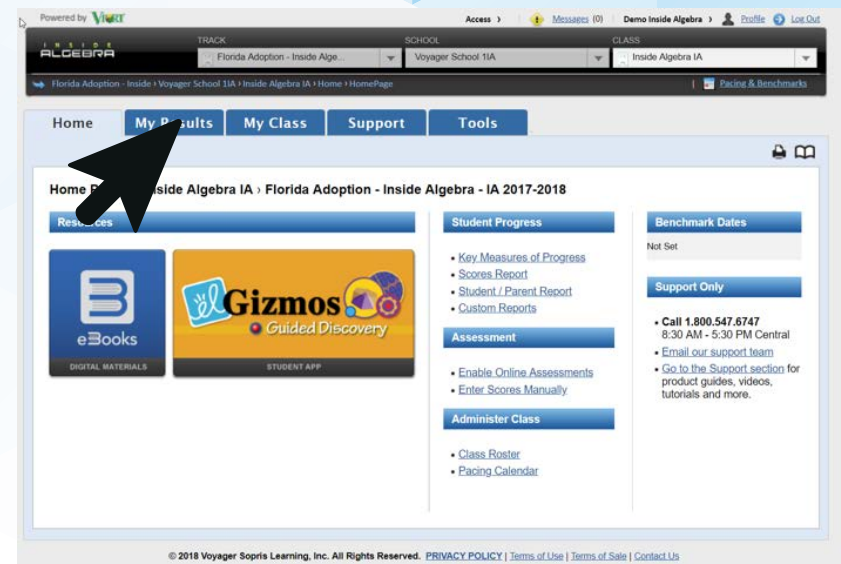 Powered by VPORT
Access › Messages (0) Demo Inside Algebra › Profile Log Out
INSIDE
ALGEBRA
TRACK SCHOOL CLASS
Florida Adoption - Inside Alge... Voyager School 1IA Inside Algebra IA
Florida Adoption - Inside › Voyager School 1IA › Inside Algebra IA › Home › HomePage | Pacing & Benchmarks
Home My Results My Class Support Tools
Home Inside Algebra IA › Florida Adoption - Inside Algebra - IA 2017-2018
Resources
eBooks
DIGITAL MATERIALS
Gizmos
Guided Discovery
STUDENT APP
Student Progress
• Key Measures of Progress
• Scores Report
• Student / Parent Report
• Custom Reports
Assessment
• Enable Online Assessments
• Enter Scores Manually
Administer Class
• Class Roster
• Pacing Calendar
Benchmark Dates
Not Set
Support Only
• Call 1.800.547.6747
8:30 AM - 5:30 PM Central
• Email our support team
• Go to the Support section for
product guides, videos,
tutorials and more.
© 2018 Voyager Sopris Learning, Inc. All Rights Reserved. PRIVACY POLICY | Terms of Use | Terms of Sale | Contact Us